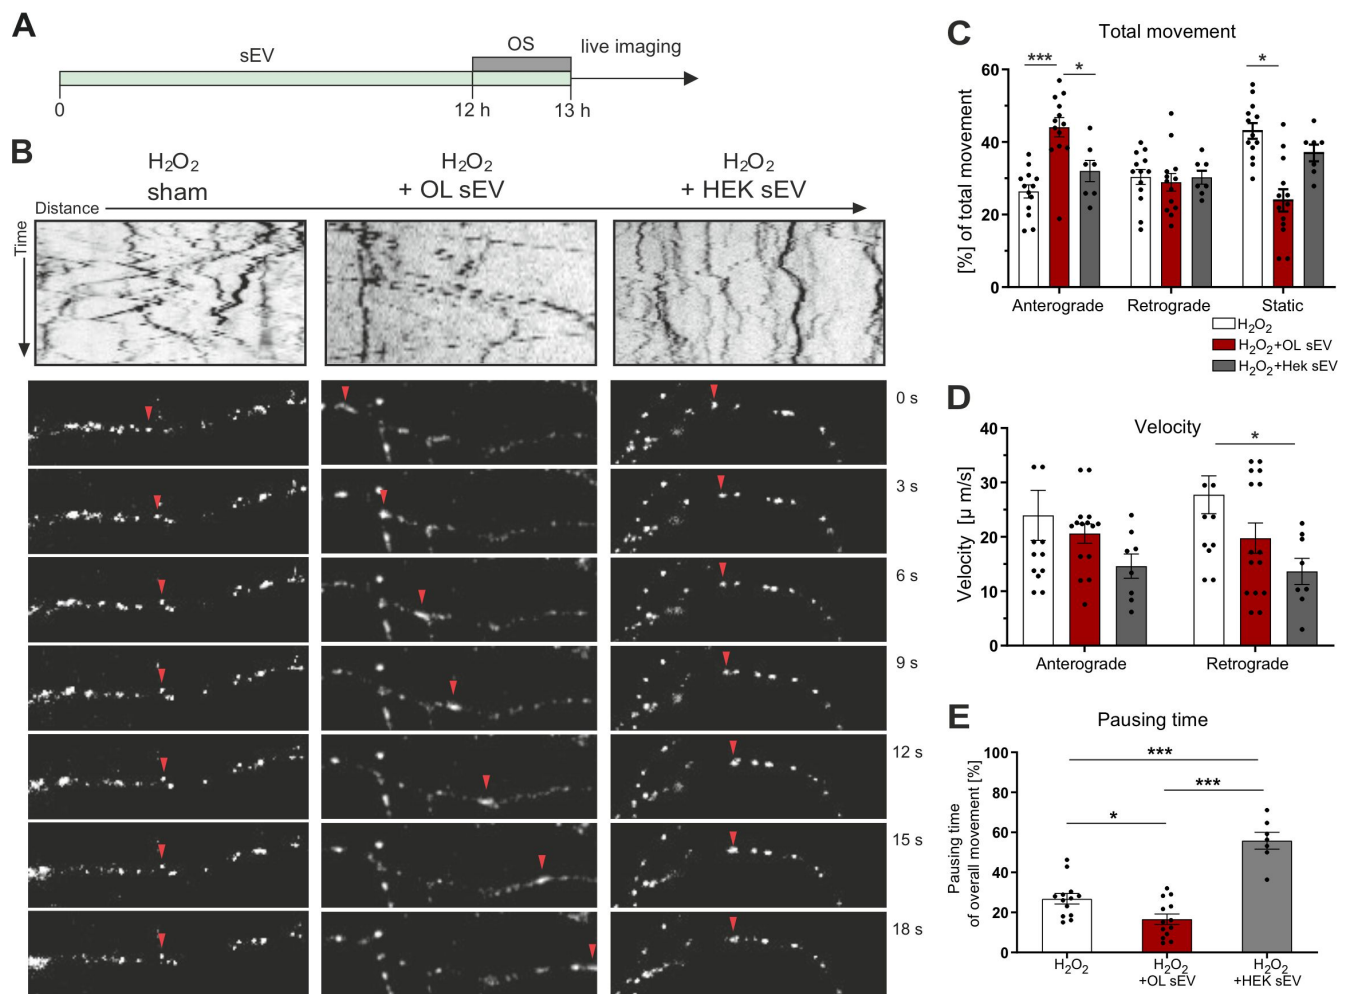 A
sEV
OS
live imaging
0
12 h
13 h
B
H2O2
sham
H2O2
+ OL sEV
H2O2
+ HEK sEV
Distance
Time
0 s
3 s
6 s
9 s
12 s
15 s
18 s
C
Total movement
[%] of total movement
60
40
20
0
***
*
*
Anterograde
Retrograde
Static
H2O2
H2O2+OL sEV
H2O2+Hek sEV
D
Velocity
Velocity [µ m/s]
40
30
20
10
0
*
Anterograde
Retrograde
E
Pausing time
Pausing time
of overall movement [%]
100
80
60
40
20
0
***
***
*
H2O2
H2O2
+OL sEV
H2O2
+HEK sEV